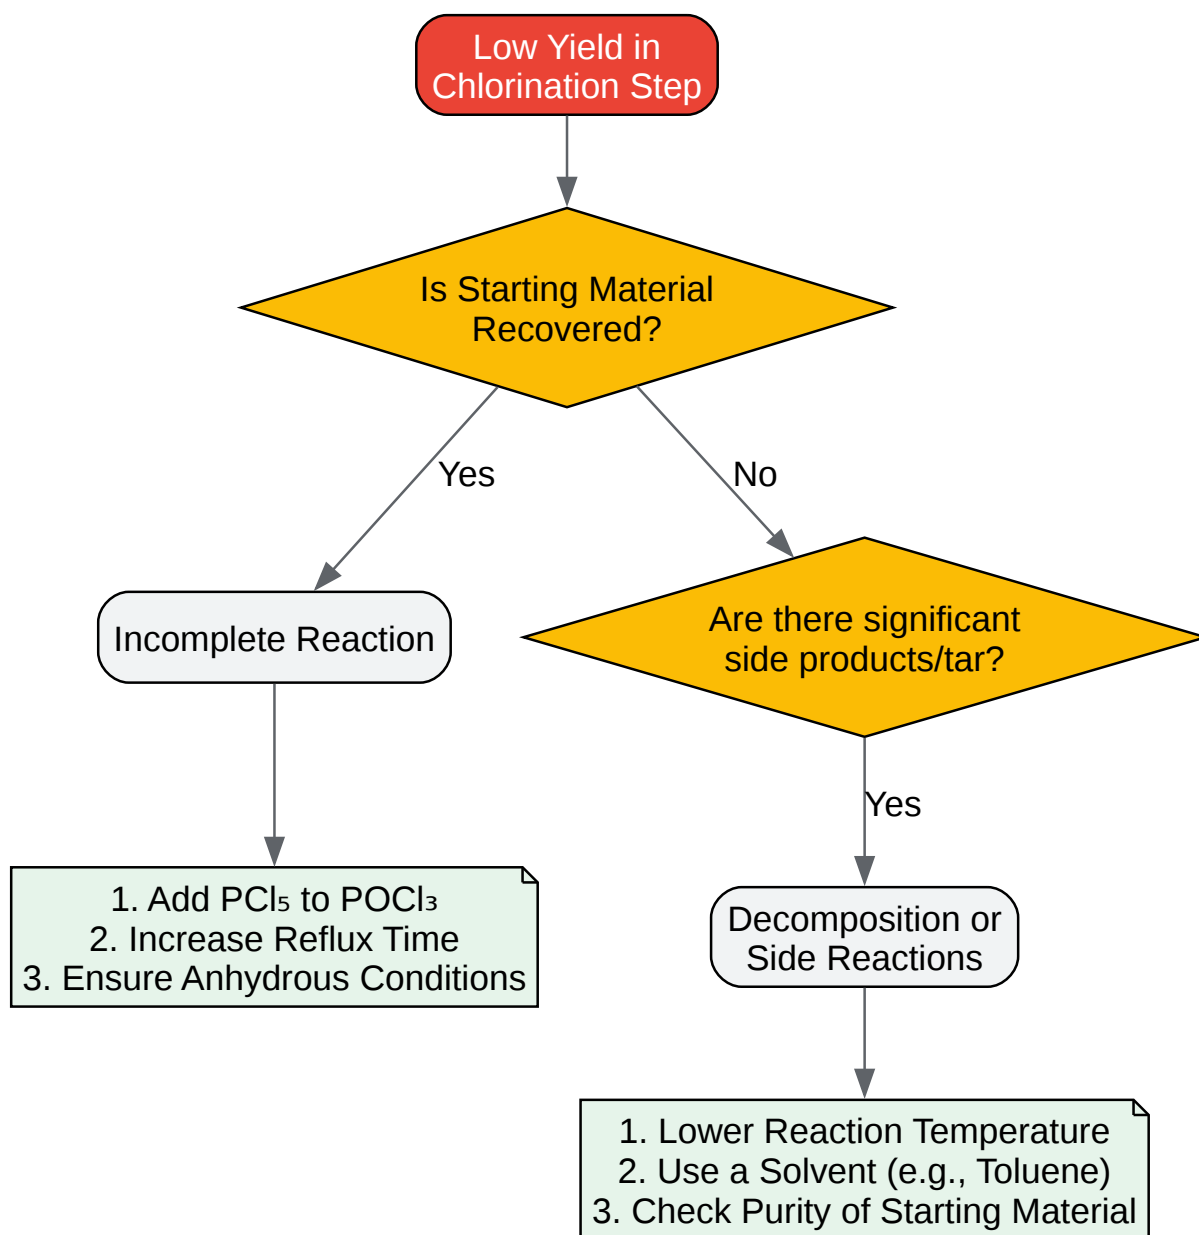 Low Yield in
Chlorination Step
Is Starting Material
Recovered?
Yes
No
Incomplete Reaction
Are there significant
side products/tar?
Yes
1. Add PCl₅ to POCl₃
2. Increase Reflux Time
3. Ensure Anhydrous Conditions
Decomposition or
Side Reactions
1. Lower Reaction Temperature
2. Use a Solvent (e.g., Toluene)
3. Check Purity of Starting Material